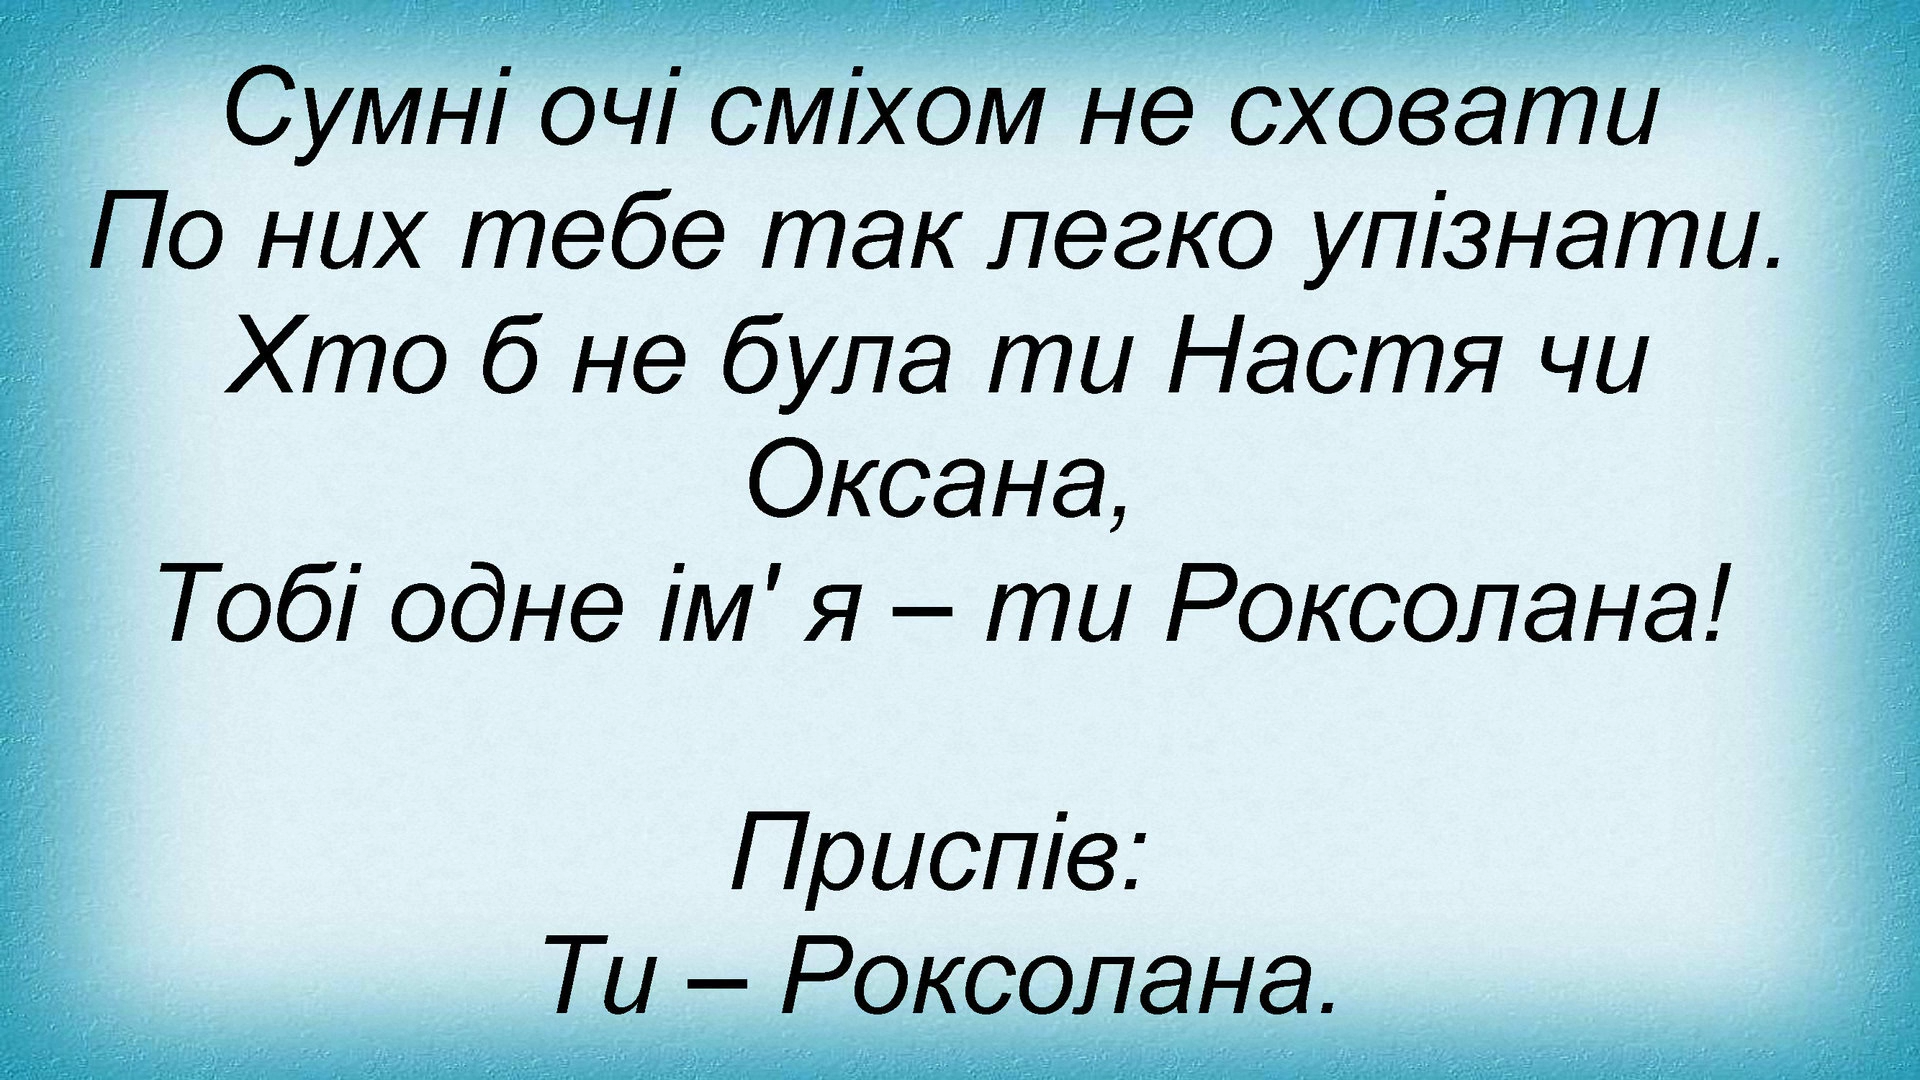 Сумні очі сміхом не сховати
По них тебе так легко упізнати.
Хто б не була ти Настя чи
Оксана,
Тобі одне ім' я – ти Роксолана!
Приспів:
Ти – Роксолана.